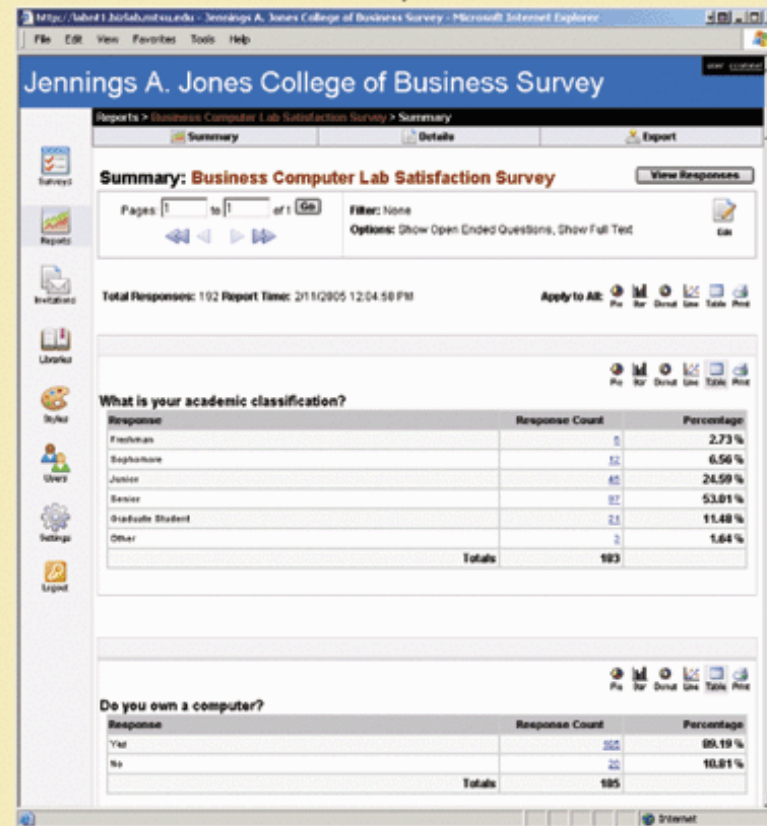 http://labnt1.bizlab.mtsu.edu - Jennings A. Jones College of Business Survey - Microsoft Internet Explorer
File Edit View Favorites Tools Help
Jennings A. Jones College of Business Survey
Reports > Business Computer Lab Satisfaction Survey > Summary
Summary Details Export
Surveys
Reports
Invitations
Libraries
Styles
Users
Settings
Logout
Summary: Business Computer Lab Satisfaction Survey View Responses
Pages: 1 to 1 of 1 Go
Filter: None
Options: Show Open Ended Questions, Show Full Text
Edit
Total Responses: 192 Report Time: 2/11/2005 12:04:58 PM Apply to All: Pie Bar Donut Line Table Print
Pie Bar Donut Line Table Print
What is your academic classification?
Response Response Count Percentage
Freshman 5 2.73 %
Sophomore 12 6.56 %
Junior 45 24.59 %
Senior 97 53.01 %
Graduate Student 21 11.48 %
Other 3 1.64 %
Totals 183
Pie Bar Donut Line Table Print
Do you own a computer?
Response Response Count Percentage
Yes 165 89.19 %
No 20 10.81 %
Totals 185
Internet